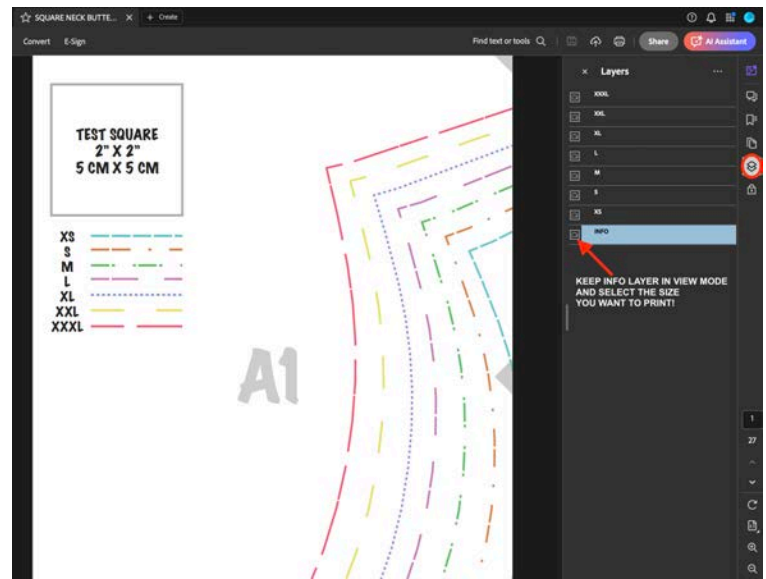 SQUARE NECK BUTTE...
+ Create
Convert E-Sign
Find text or tools
Share
AI Assistant
TEST SQUARE
2" X 2"
5 CM X 5 CM
XS
S
M
L
XL
XXL
XXXL
A1
Layers
XXXL
XXL
XL
L
M
S
XS
INFO
KEEP INFO LAYER IN VIEW MODE
AND SELECT THE SIZE
YOU WANT TO PRINT!
1
27